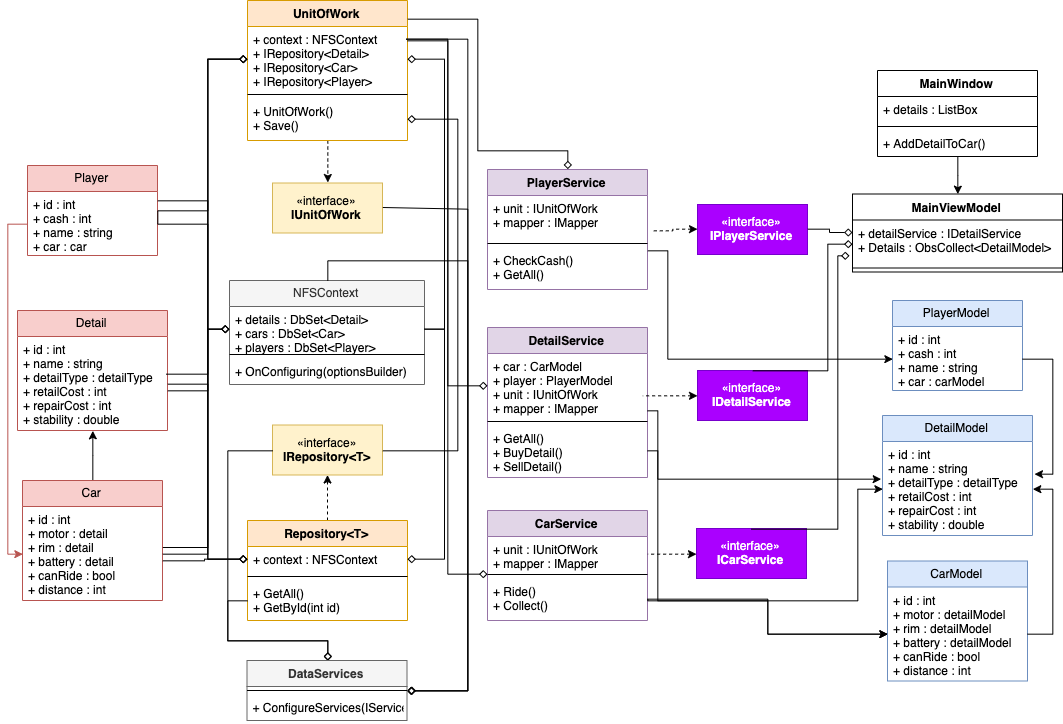 UnitOfWork
+ context : NFSContext
+ IRepository<Detail>
+ IRepository<Car>
+ IRepository<Player>
+ UnitOfWork()
+ Save()
«interface»
IUnitOfWork
Player
+ id : int
+ cash : int
+ name : string
+ car : car
Detail
+ id : int
+ name : string
+ detailType : detailType
+ retailCost : int
+ repairCost : int
+ stability : double
Car
+ id : int
+ motor : detail
+ rim : detail
+ battery : detail
+ canRide : bool
+ distance : int
NFSContext
+ details : DbSet<Detail>
+ cars : DbSet<Car>
+ players : DbSet<Player>
+ OnConfiguring(optionsBuilder)
«interface»
IRepository<T>
Repository<T>
+ context : NFSContext
+ GetAll()
+ GetById(int id)
DataServices
+ ConfigureServices(IService
PlayerService
+ unit : IUnitOfWork
+ mapper : IMapper
+ CheckCash()
+ GetAll()
DetailService
+ car : CarModel
+ player : PlayerModel
+ unit : IUnitOfWork
+ mapper : IMapper
+ GetAll()
+ BuyDetail()
+ SellDetail()
CarService
+ unit : IUnitOfWork
+ mapper : IMapper
+ Ride()
+ Collect()
«interface»
IPlayerService
«interface»
IDetailService
«interface»
ICarService
MainWindow
+ details : ListBox
+ AddDetailToCar()
MainViewModel
+ detailService : IDetailService
+ Details : ObsCollect<DetailModel>
PlayerModel
+ id : int
+ cash : int
+ name : string
+ car : carModel
DetailModel
+ id : int
+ name : string
+ detailType : detailType
+ retailCost : int
+ repairCost : int
+ stability : double
CarModel
+ id : int
+ motor : detailModel
+ rim : detailModel
+ battery : detailModel
+ canRide : bool
+ distance : int